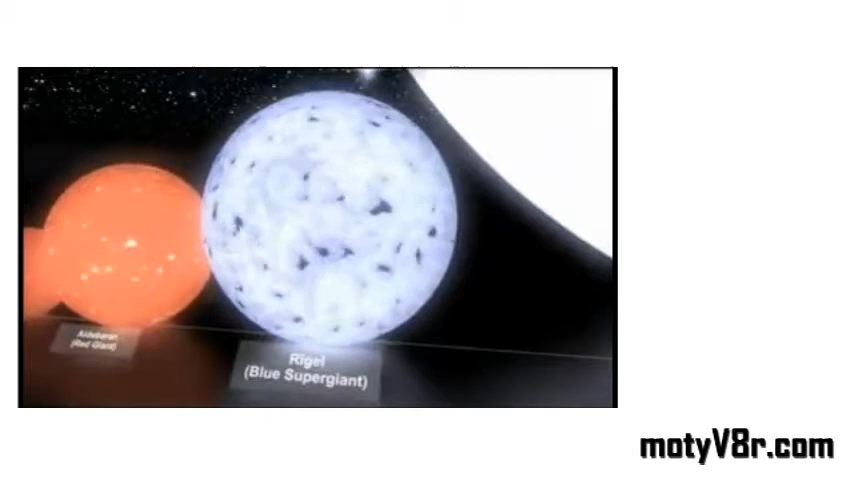 Aldebaran
(Red Giant)
Rigel
(Blue Supergiant)
motyV8r.com